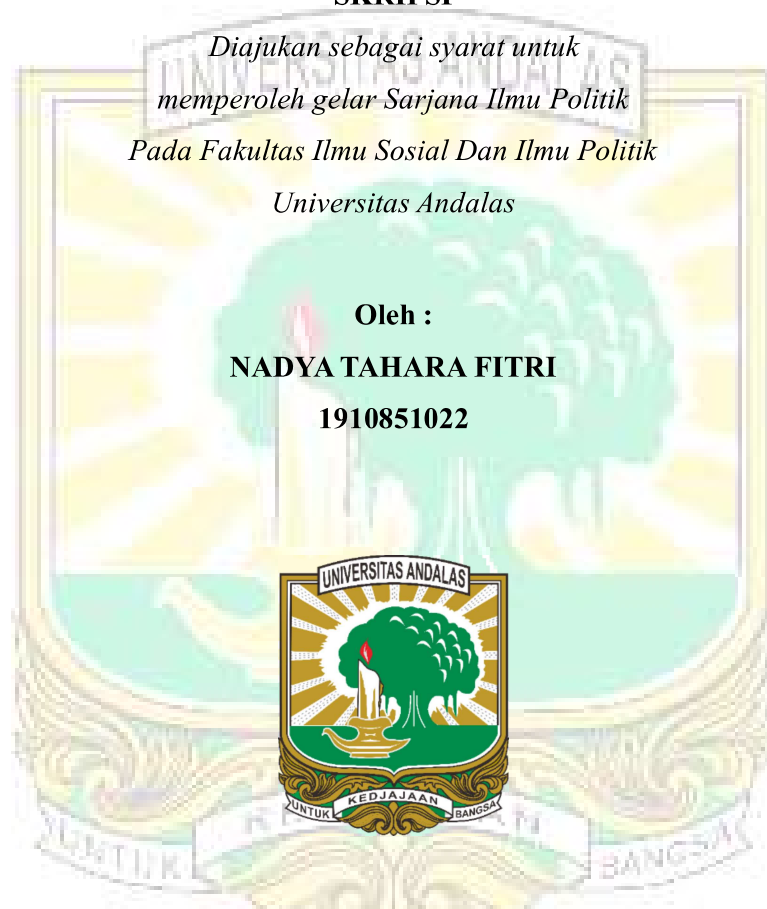 SKRIPSI
Diajukan sebagai syarat untuk
memperoleh gelar Sarjana Ilmu Politik
Pada Fakultas Ilmu Sosial Dan Ilmu Politik
Universitas Andalas
Oleh :
NADYA TAHARA FITRI
1910851022
UNIVERSITAS ANDALAS
UNTUK KEDJAJAAN BANGSA